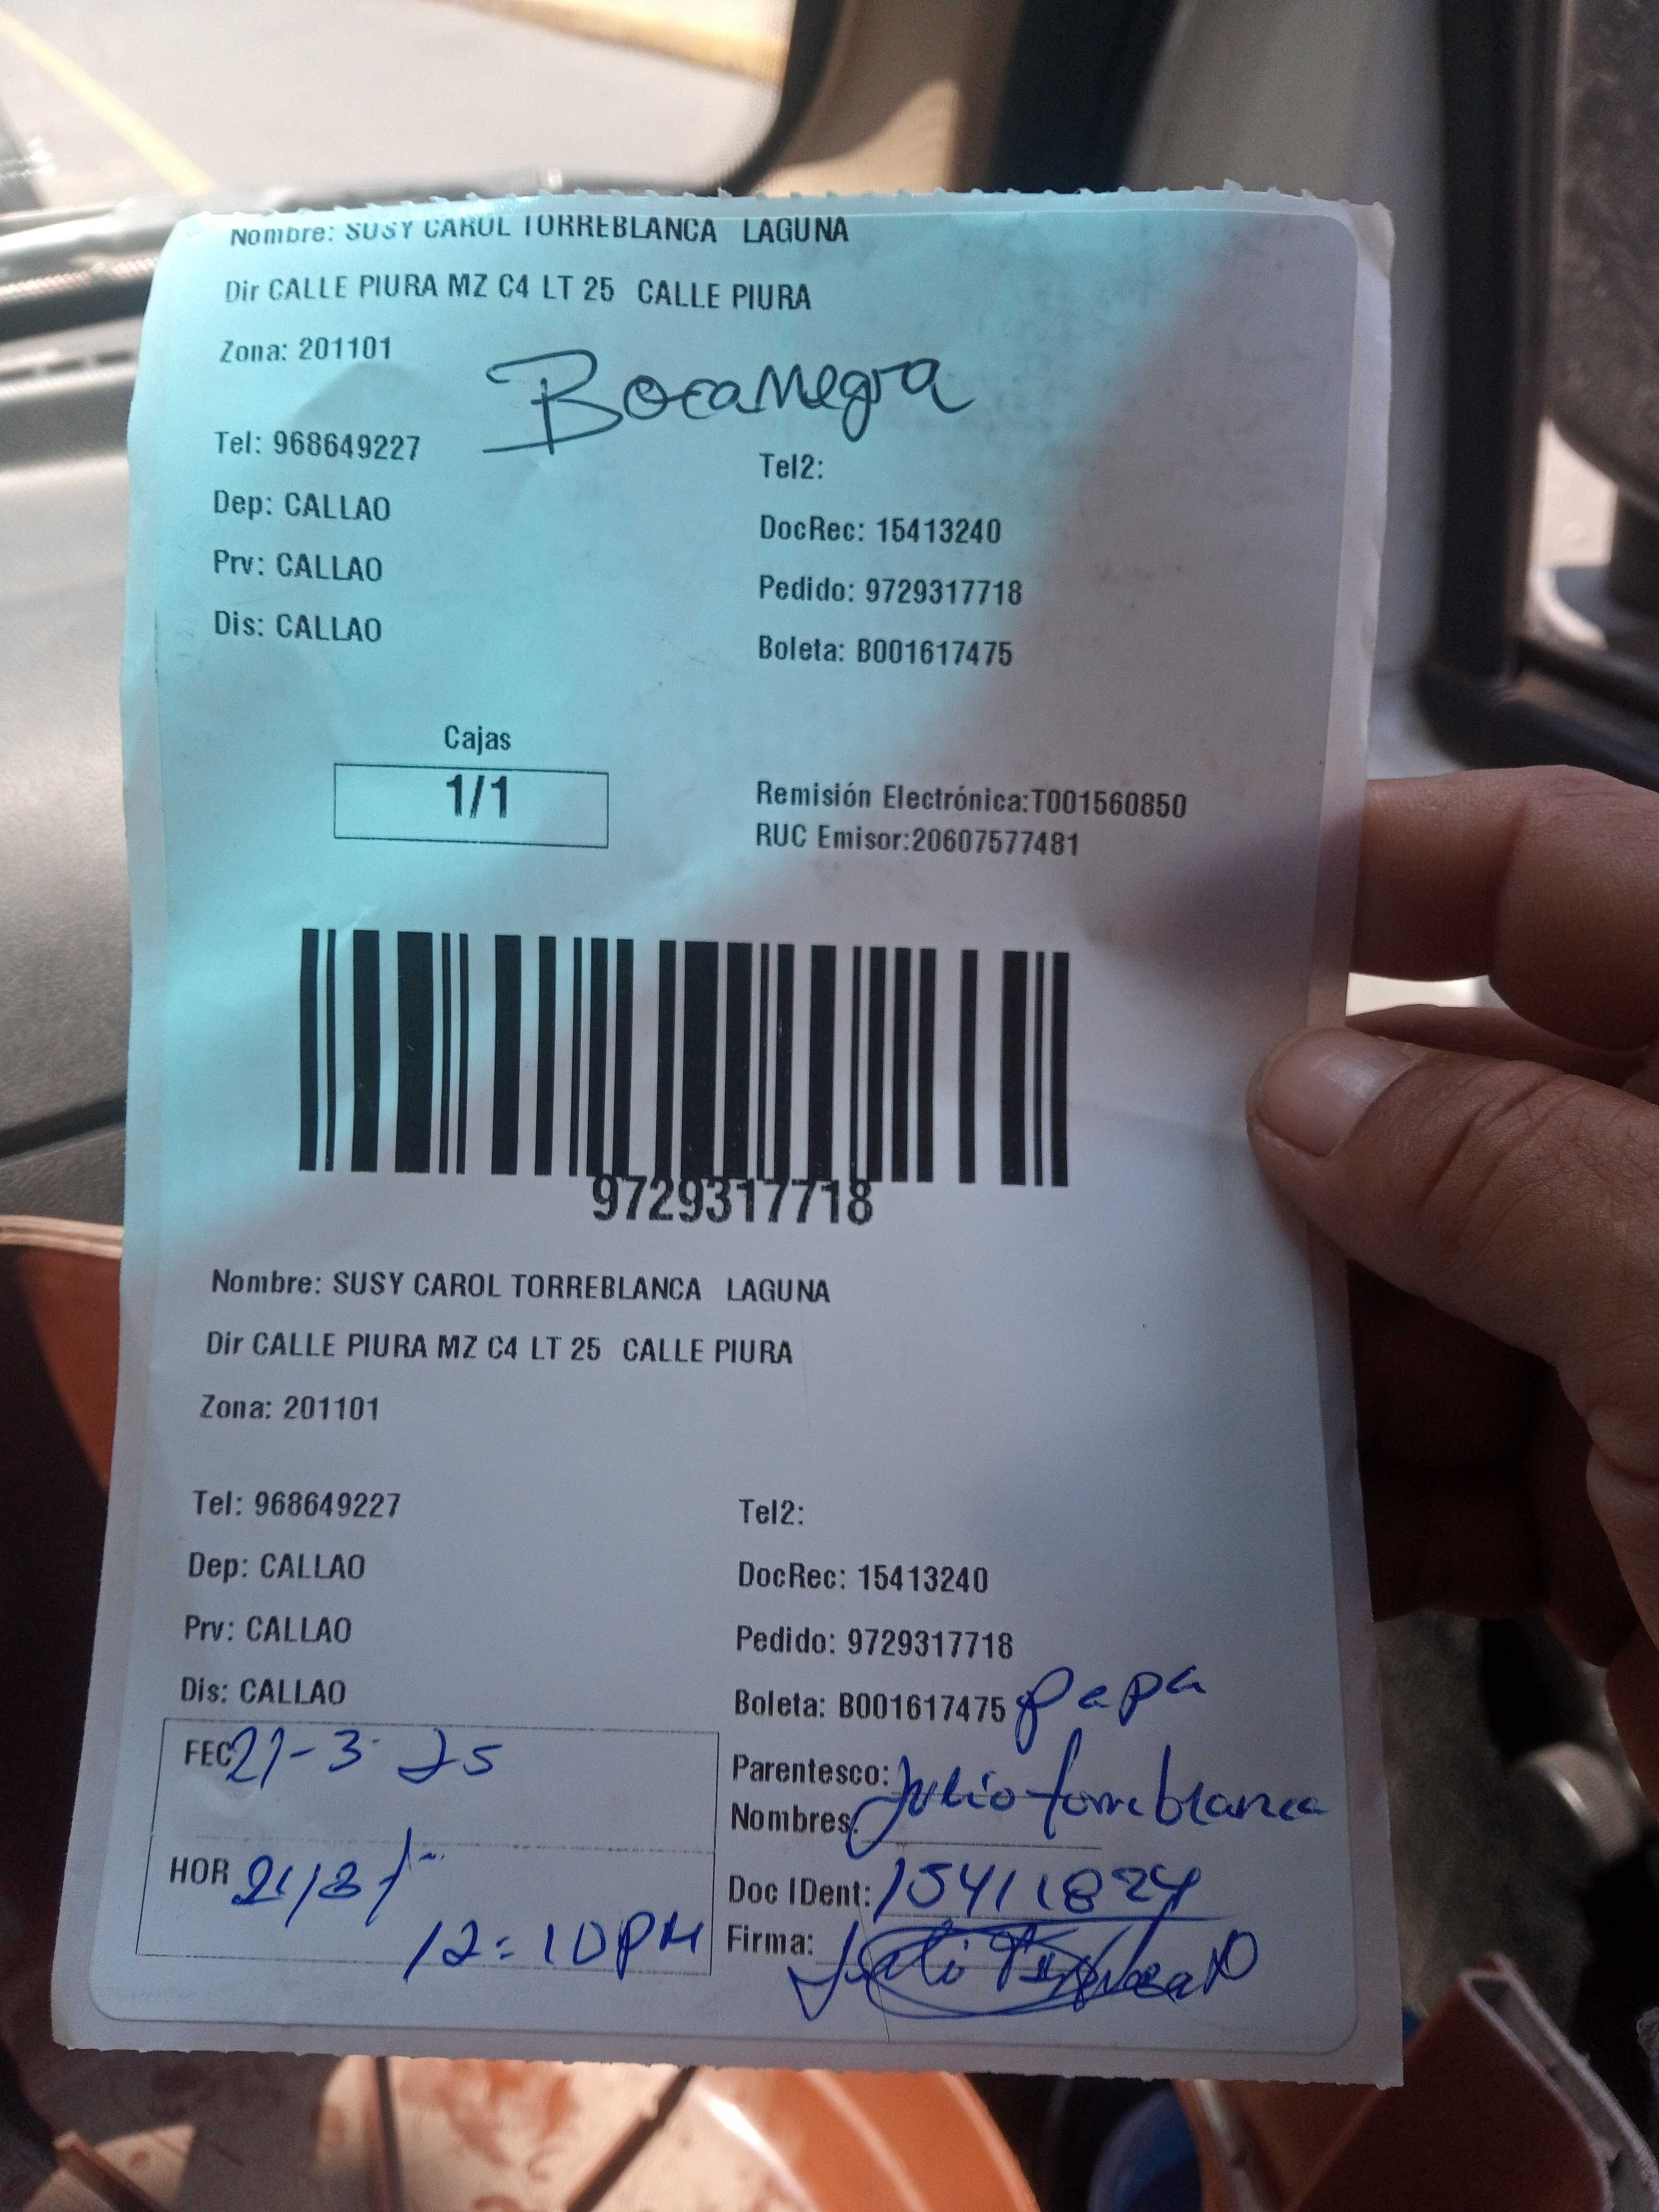 Nombre: SUSY CAROL TORREBLANCA LAGUNA
Dir CALLE PIURA MZ C4 LT 25 CALLE PIURA
Zona: 201101
Bocanegra
Tel: 968649227
Tel2:
Dep: CALLAO
DocRec: 15413240
Prv: CALLAO
Pedido: 9729317718
Dis: CALLAO
Boleta: B001617475
Cajas
1/1
Remisión Electrónica:T001560850
RUC Emisor:20607577481
9729317718
Nombre: SUSY CAROL TORREBLANCA LAGUNA
Dir CALLE PIURA MZ C4 LT 25 CALLE PIURA
Zona: 201101
Tel: 968649227
Tel2:
Dep: CALLAO
DocRec: 15413240
Prv: CALLAO
Pedido: 9729317718
Dis: CALLAO
Boleta: B001617475 papa
FEC 21-3-25
Parentesco:
Nombres: Julio torreblanca
HOR
12:10 PM
Doc IDent: 15411824
Firma: